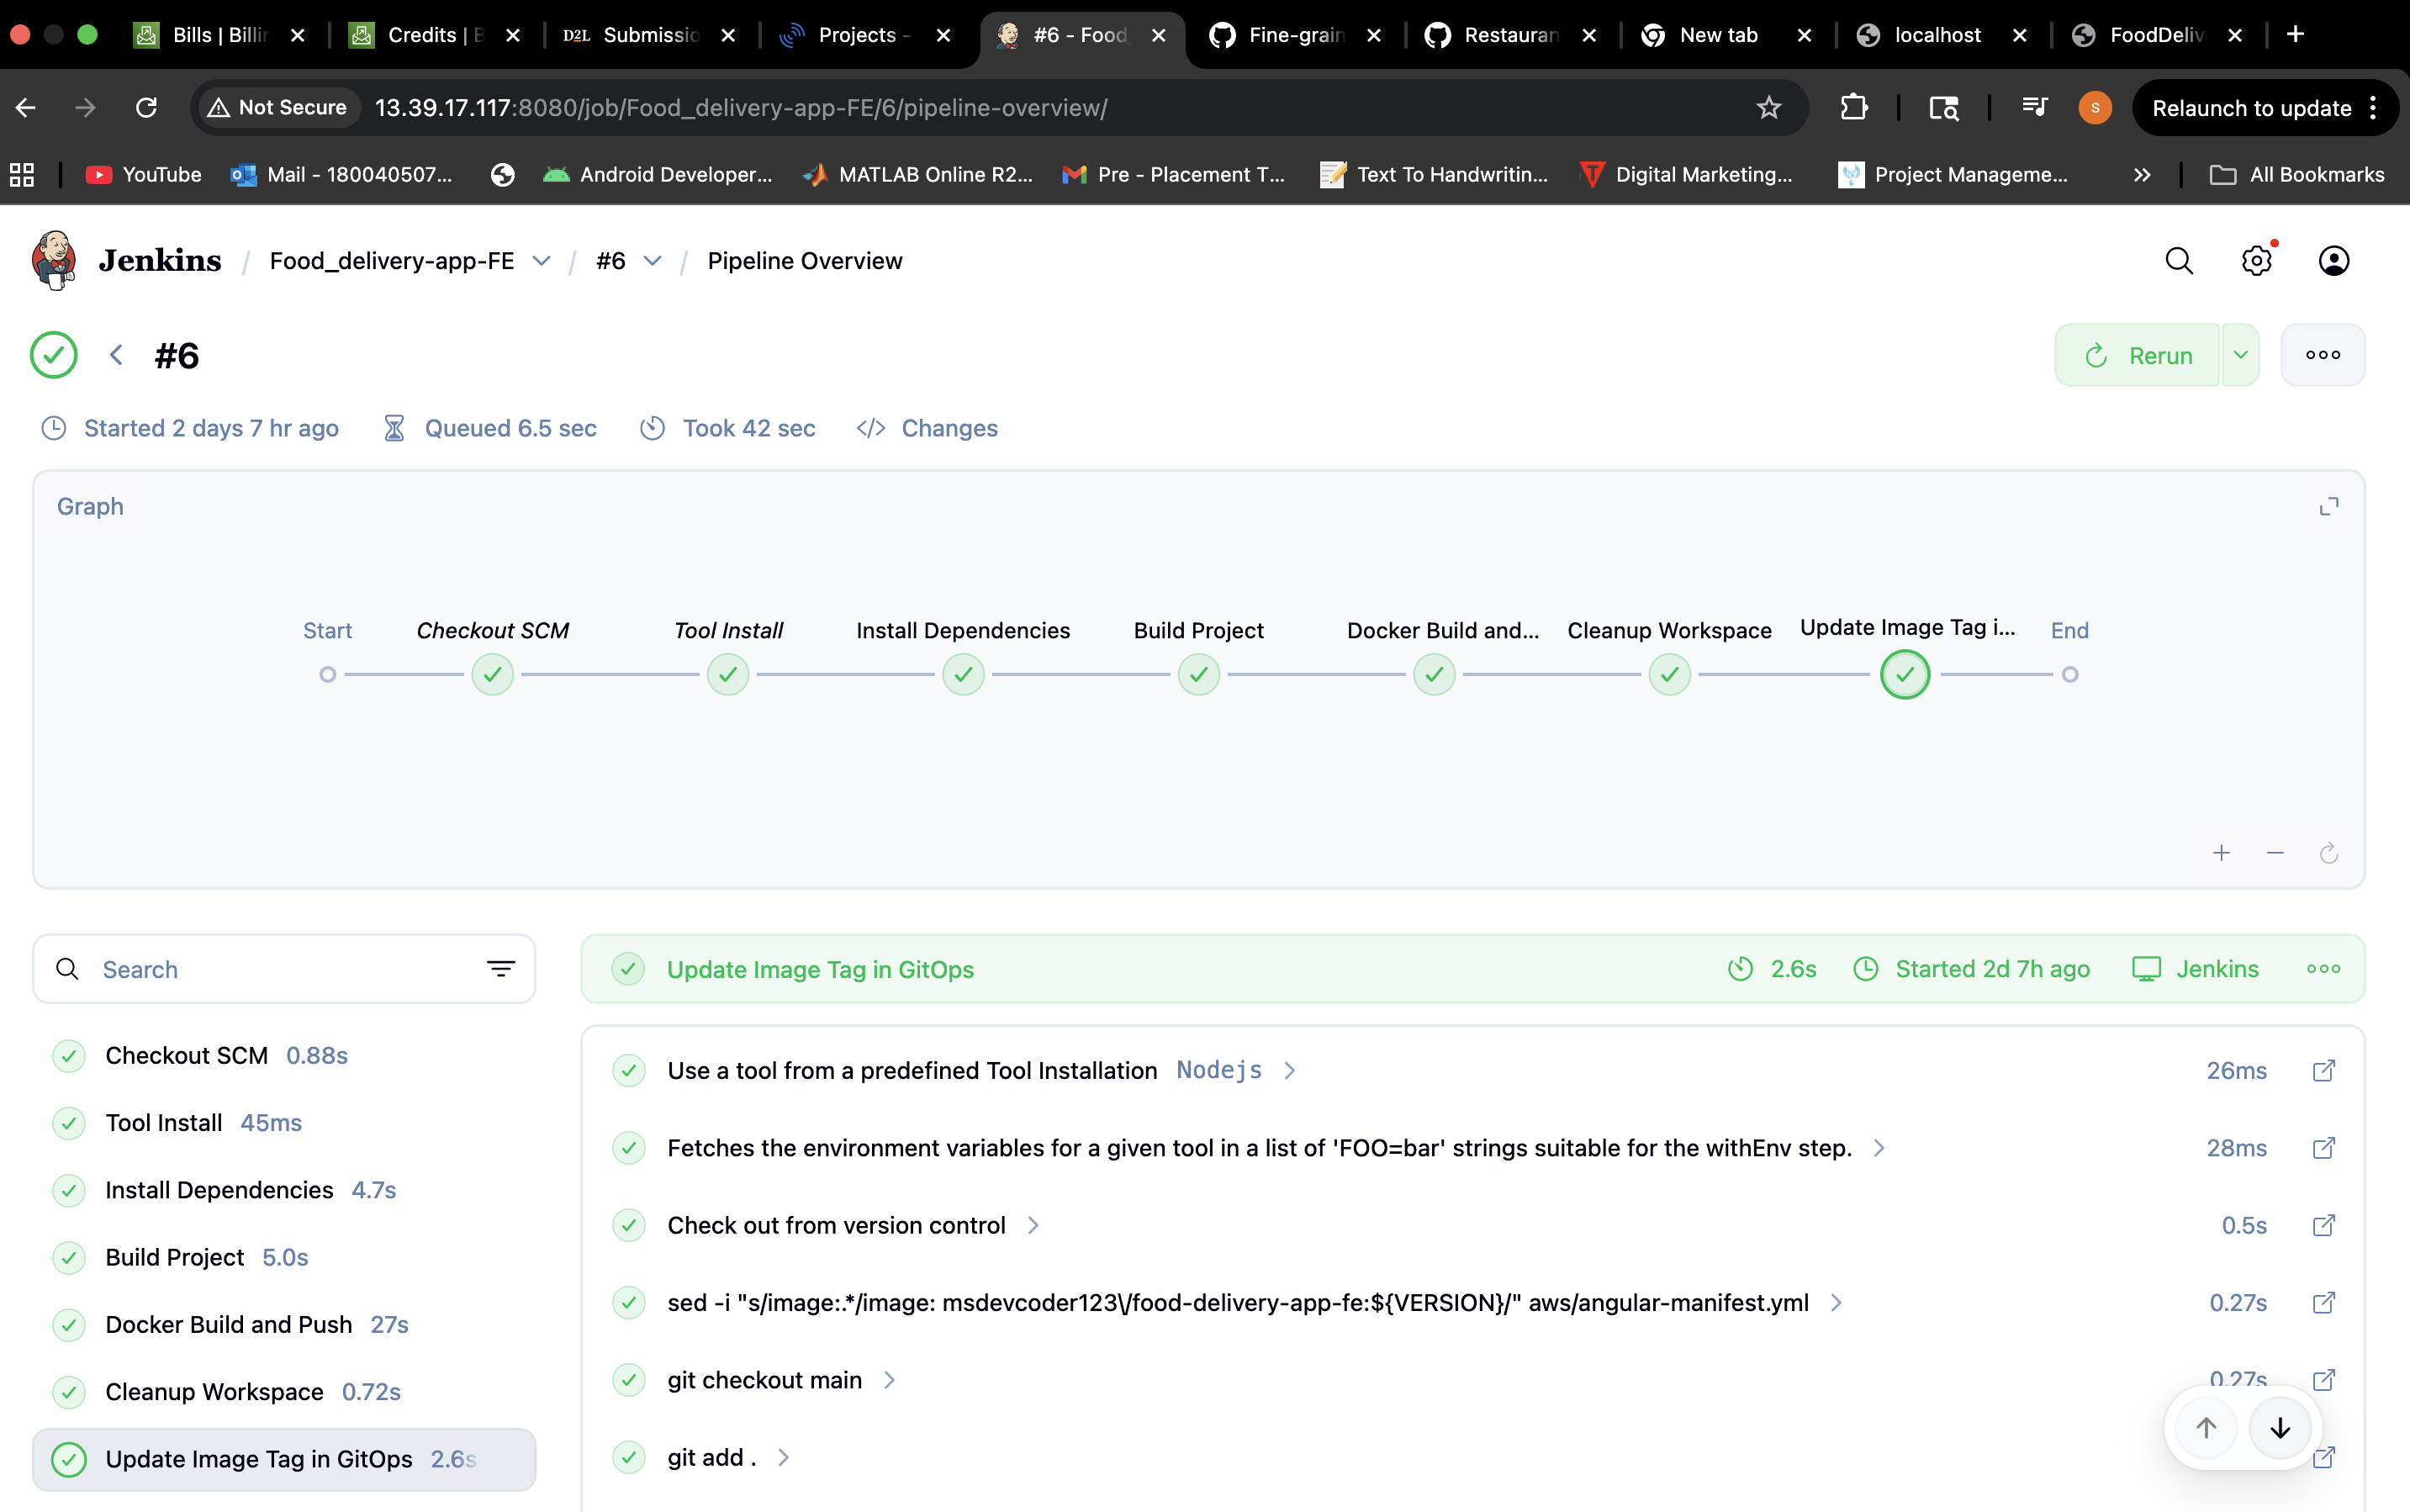 Bills | Billin
Credits | B
D2L Submissio
Projects -
#6 - Food_
Fine-grain
Restauran
New tab
localhost
FoodDeliv
Not Secure 13.39.17.117:8080/job/Food_delivery-app-FE/6/pipeline-overview/
S
Relaunch to update
YouTube
Mail - 180040507...
Android Developer...
MATLAB Online R2...
Pre - Placement T...
Text To Handwritin...
Digital Marketing...
Project Manageme...
All Bookmarks
Jenkins / Food_delivery-app-FE / #6 / Pipeline Overview
#6
Rerun
Started 2 days 7 hr ago
Queued 6.5 sec
Took 42 sec
Changes
Graph
Start
Checkout SCM
Tool Install
Install Dependencies
Build Project
Docker Build and...
Cleanup Workspace
Update Image Tag i...
End
Search
Checkout SCM 0.88s
Tool Install 45ms
Install Dependencies 4.7s
Build Project 5.0s
Docker Build and Push 27s
Cleanup Workspace 0.72s
Update Image Tag in GitOps 2.6s
Update Image Tag in GitOps 2.6s Started 2d 7h ago Jenkins
Use a tool from a predefined Tool Installation Nodejs 26ms
Fetches the environment variables for a given tool in a list of 'FOO=bar' strings suitable for the withEnv step. 28ms
Check out from version control 0.5s
sed -i "s/image:.*/image: msdevcoder123\/food-delivery-app-fe:${VERSION}/" aws/angular-manifest.yml 0.27s
git checkout main 0.27s
git add .